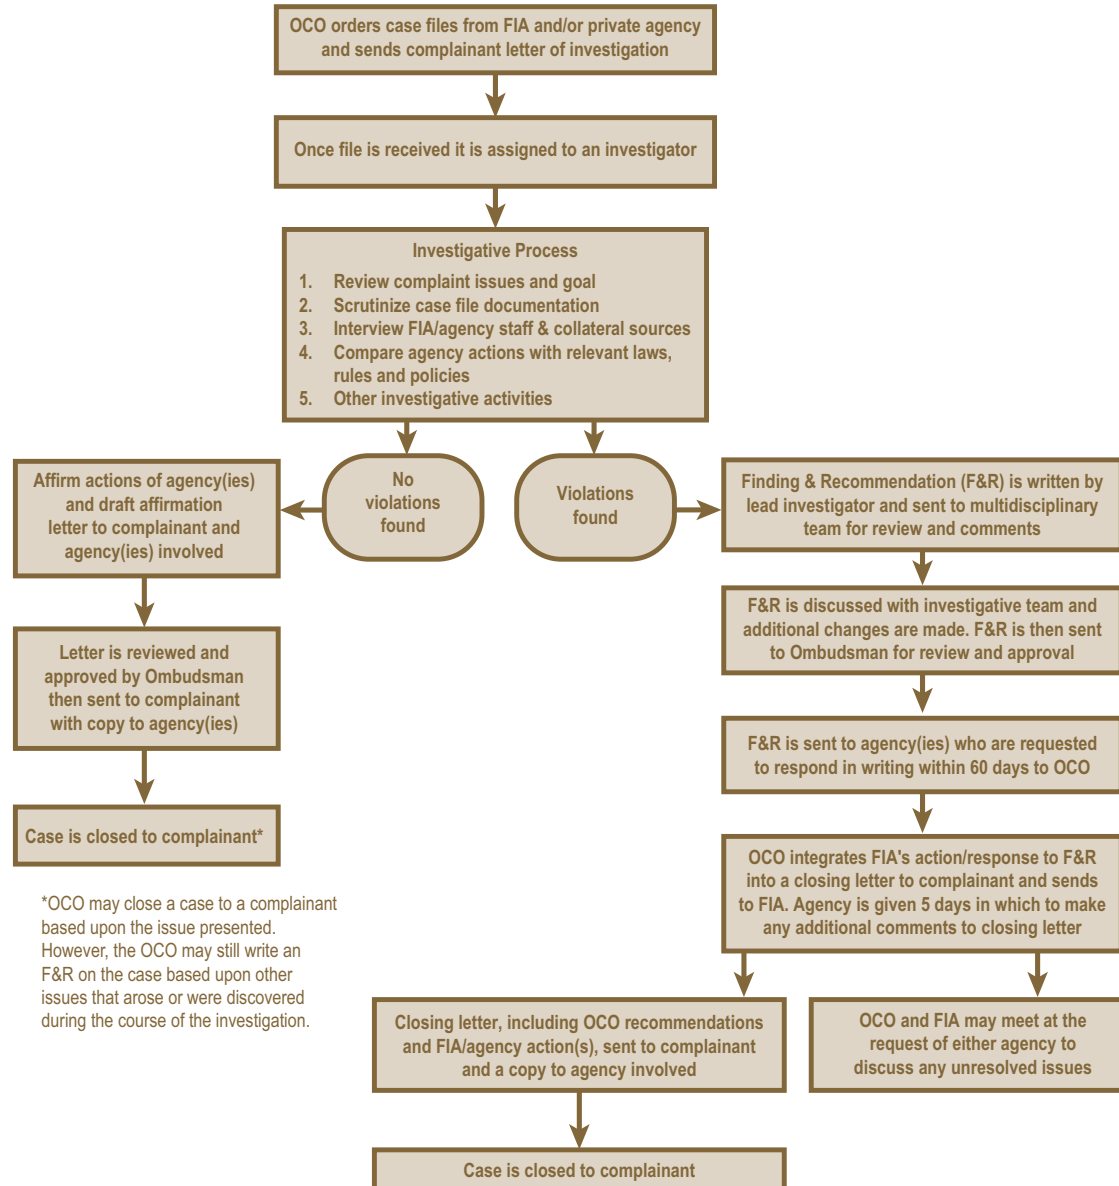 OCO orders case files from FIA and/or private agency
and sends complainant letter of investigation
Once file is received it is assigned to an investigator
Investigative Process
1. Review complaint issues and goal
2. Scrutinize case file documentation
3. Interview FIA/agency staff & collateral sources
4. Compare agency actions with relevant laws,
rules and policies
5. Other investigative activities
No
violations
found
Violations
found
Affirm actions of agency(ies)
and draft affirmation
letter to complainant and
agency(ies) involved
Letter is reviewed and
approved by Ombudsman
then sent to complainant
with copy to agency(ies)
Case is closed to complainant*
*OCO may close a case to a complainant
based upon the issue presented.
However, the OCO may still write an
F&R on the case based upon other
issues that arose or were discovered
during the course of the investigation.
Finding & Recommendation (F&R) is written by
lead investigator and sent to multidisciplinary
team for review and comments
F&R is discussed with investigative team and
additional changes are made. F&R is then sent
to Ombudsman for review and approval
F&R is sent to agency(ies) who are requested
to respond in writing within 60 days to OCO
OCO integrates FIA's action/response to F&R
into a closing letter to complainant and sends
to FIA. Agency is given 5 days in which to make
any additional comments to closing letter
Closing letter, including OCO recommendations
and FIA/agency action(s), sent to complainant
and a copy to agency involved
OCO and FIA may meet at the
request of either agency to
discuss any unresolved issues
Case is closed to complainant